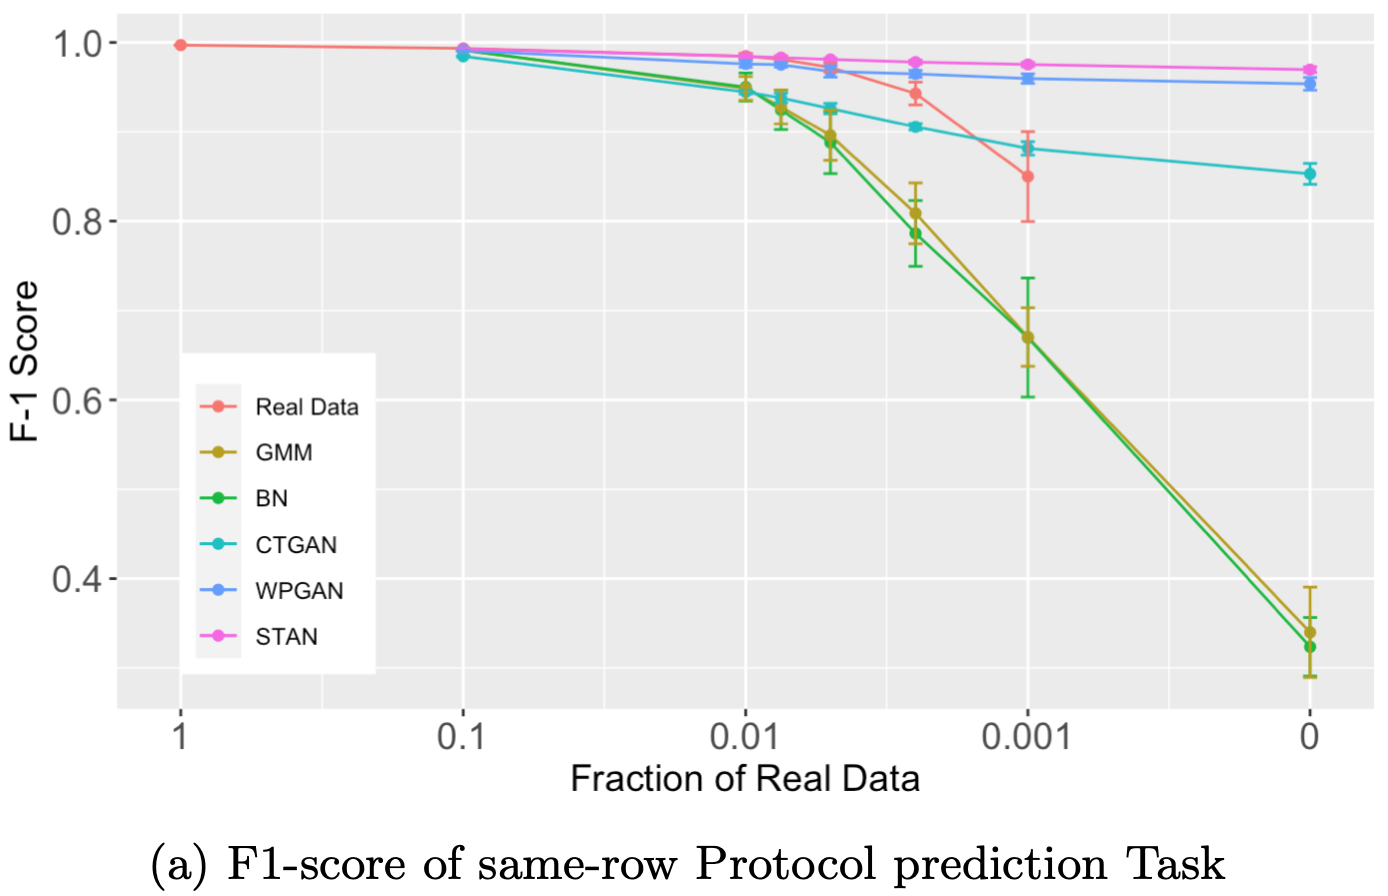 1.0
0.8
0.6
0.4
F-1 Score
Real Data
GMM
BN
CTGAN
WPGAN
STAN
1 0.1 0.01 0.001 0
Fraction of Real Data
(a) F1-score of same-row Protocol prediction Task